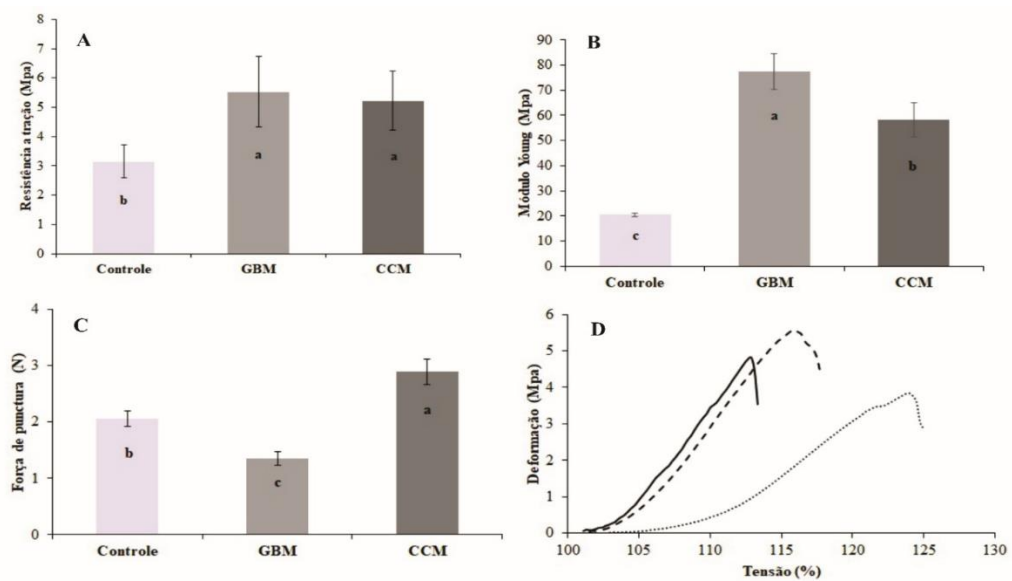 A
Resistência a tração (Mpa)
8
7
6
5
4
3
2
1
0
a
a
b
Controle GBM CCM
B
Módulo Young (Mpa)
90
80
70
60
50
40
30
20
10
0
a
b
c
Controle GBM CCM
C
Força de punctura (N)
4
3
2
1
0
a
b
c
Controle GBM CCM
D
Deformação (Mpa)
6
5
4
3
2
1
0
100 105 110 115 120 125 130
Tensão (%)